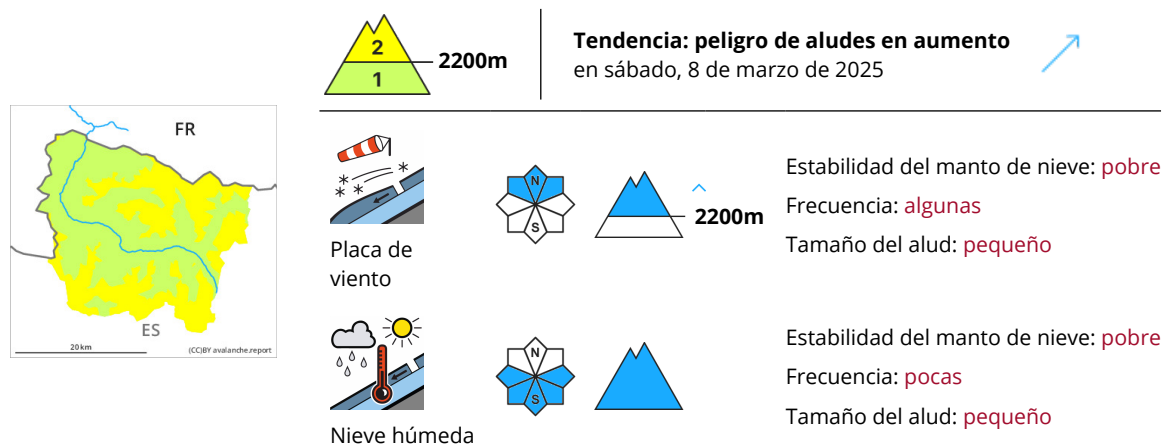 2
1
2200m
Tendencia: peligro de aludes en aumento
en sábado, 8 de marzo de 2025
FR
ES
20 km
(CC)BY avalanche.report
Placa de
viento
N
S
2200m
Estabilidad del manto de nieve: pobre
Frecuencia: algunas
Tamaño del alud: pequeño
Nieve húmeda
N
S
Estabilidad del manto de nieve: pobre
Frecuencia: pocas
Tamaño del alud: pequeño